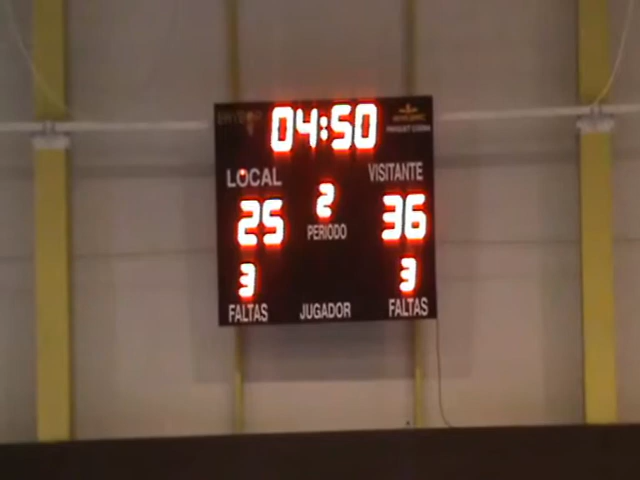 04:50
LOCAL VISITANTE
25 2 36
PERIODO
3 3
FALTAS JUGADOR FALTAS